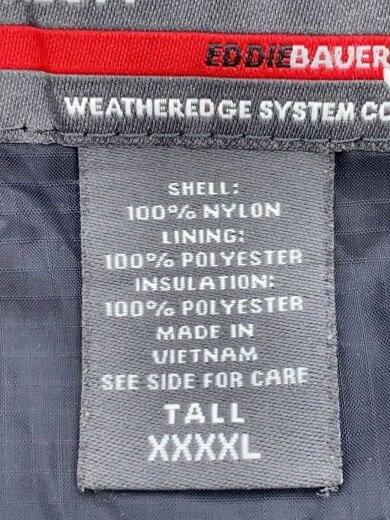 EDDIEBAUER
WEATHEREDGE SYSTEM CO
SHELL:
100% NYLON
LINING:
100% POLYESTER
INSULATION:
100% POLYESTER
MADE IN
VIETNAM
SEE SIDE FOR CARE
TALL
XXXXL